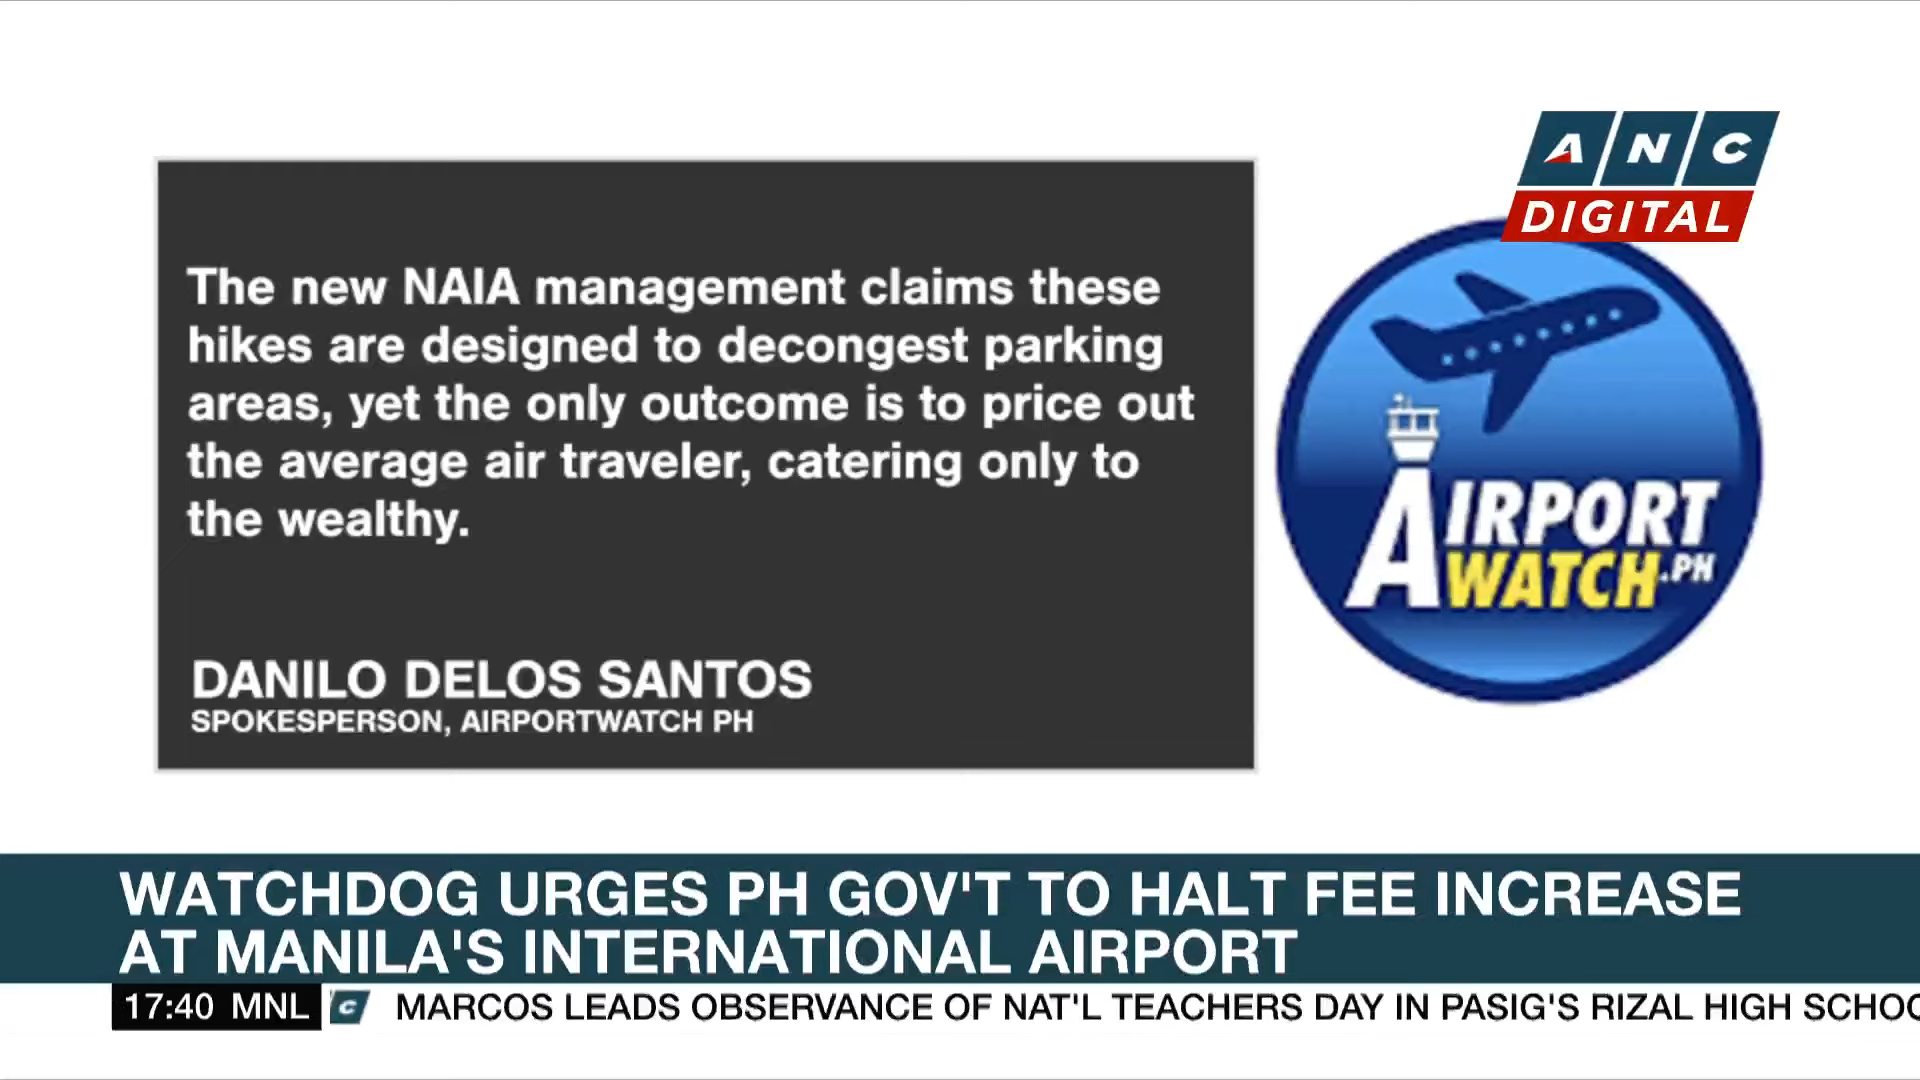 ANC
DIGITAL
The new NAIA management claims these
hikes are designed to decongest parking
areas, yet the only outcome is to price out
the average air traveler, catering only to
the wealthy.
DANILO DELOS SANTOS
SPOKESPERSON, AIRPORTWATCH PH
AIRPORT
WATCH.PH
WATCHDOG URGES PH GOV'T TO HALT FEE INCREASE
AT MANILA'S INTERNATIONAL AIRPORT
17:40 MNL C MARCOS LEADS OBSERVANCE OF NAT'L TEACHERS DAY IN PASIG'S RIZAL HIGH SCHOO